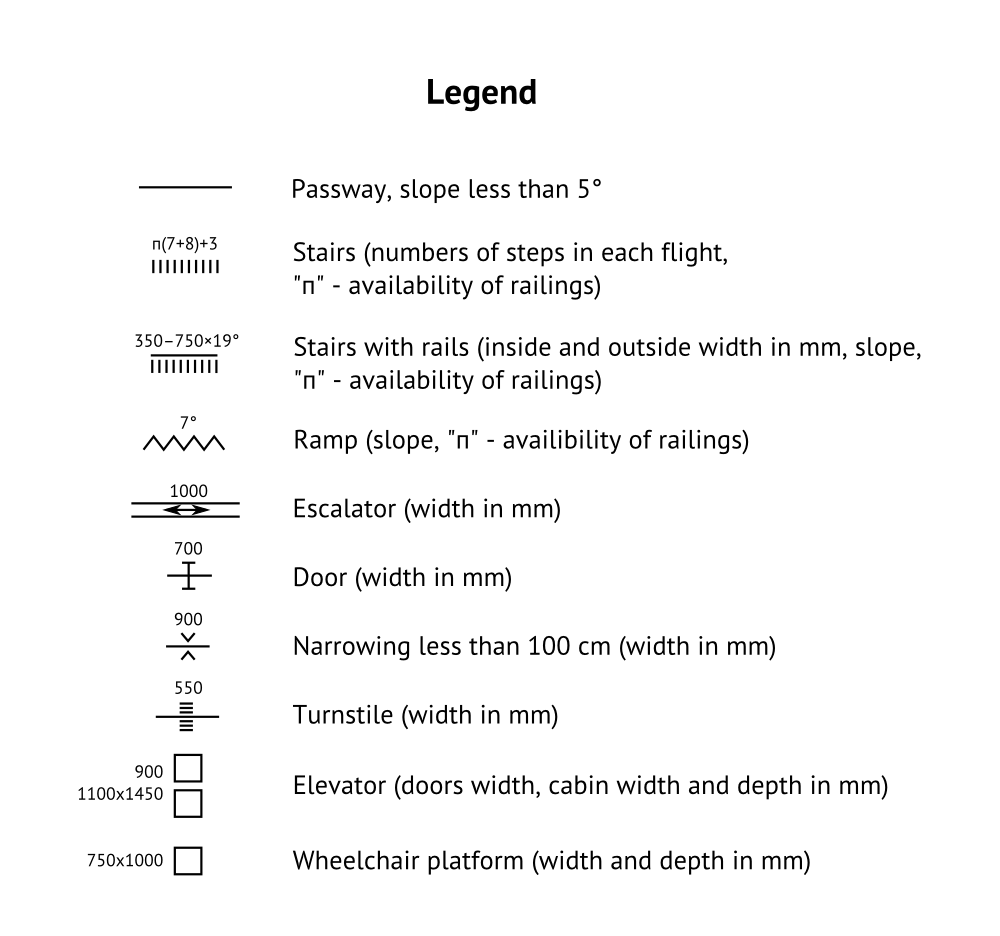 Legend
Passway, slope less than 5°
п(7+8)+3
Stairs (numbers of steps in each flight,
"п" - availability of railings)
350–750×19°
Stairs with rails (inside and outside width in mm, slope,
"п" - availability of railings)
7°
Ramp (slope, "п" - availibility of railings)
1000
Escalator (width in mm)
700
Door (width in mm)
900
Narrowing less than 100 cm (width in mm)
550
Turnstile (width in mm)
900
1100x1450
Elevator (doors width, cabin width and depth in mm)
750x1000
Wheelchair platform (width and depth in mm)